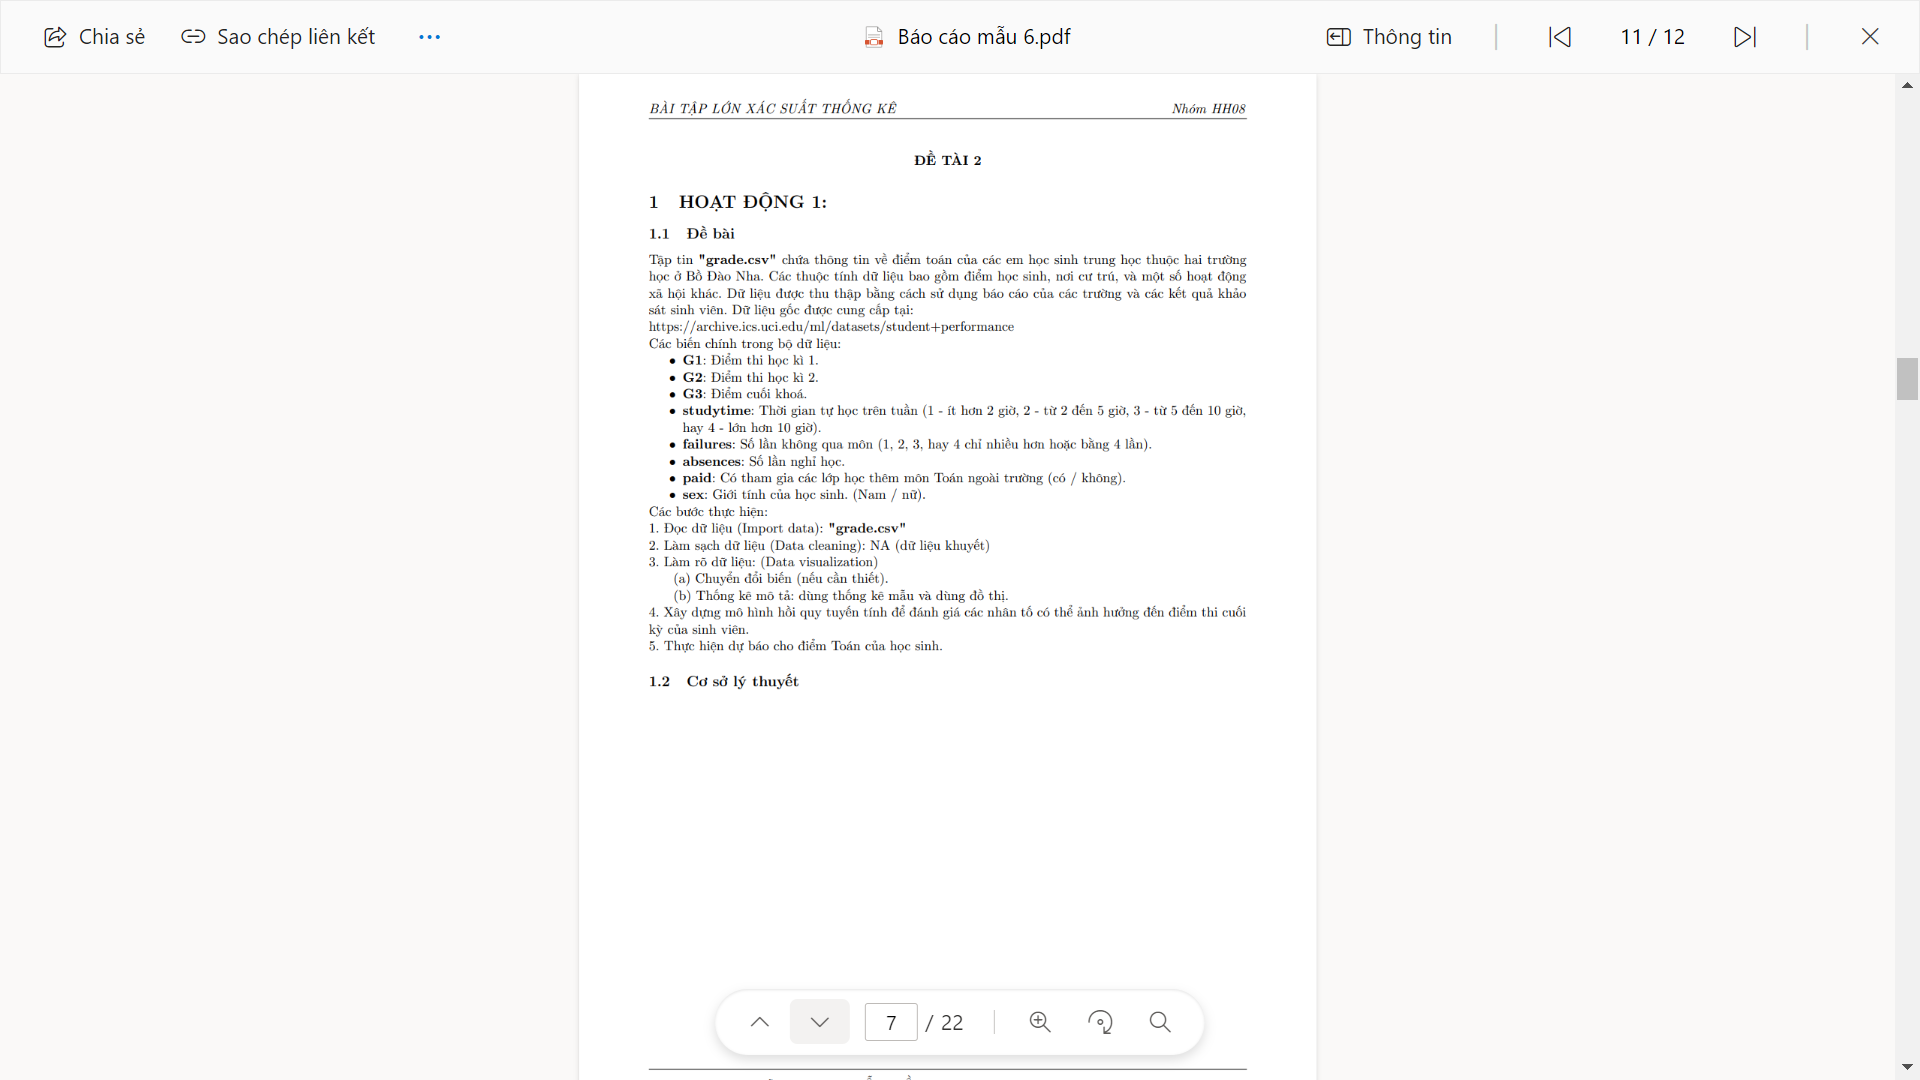 Chia sẻ
Sao chép liên kết
Báo cáo mẫu 6.pdf
Thông tin
11 / 12
BÀI TẬP LỚN XÁC SUẤT THỐNG KÊ
Nhóm HH08
ĐỀ TÀI 2
1 HOẠT ĐỘNG 1:
1.1 Đề bài
Tập tin "grade.csv" chứa thông tin về điểm toán của các em học sinh trung học thuộc hai trường
học ở Bồ Đào Nha. Các thuộc tính dữ liệu bao gồm điểm học sinh, nơi cư trú, và một số hoạt động
xã hội khác. Dữ liệu được thu thập bằng cách sử dụng báo cáo của các trường và các kết quả khảo
sát sinh viên. Dữ liệu gốc được cung cấp tại:
https://archive.ics.uci.edu/ml/datasets/student+performance
Các biến chính trong bộ dữ liệu:
• G1: Điểm thi học kì 1.
• G2: Điểm thi học kì 2.
• G3: Điểm cuối khoá.
• studytime: Thời gian tự học trên tuần (1 - ít hơn 2 giờ, 2 - từ 2 đến 5 giờ, 3 - từ 5 đến 10 giờ,
hay 4 - lớn hơn 10 giờ).
• failures: Số lần không qua môn (1, 2, 3, hay 4 chỉ nhiều hơn hoặc bằng 4 lần).
• absences: Số lần nghỉ học.
• paid: Có tham gia các lớp học thêm môn Toán ngoài trường (có / không).
• sex: Giới tính của học sinh. (Nam / nữ).
Các bước thực hiện:
1. Đọc dữ liệu (Import data): "grade.csv"
2. Làm sạch dữ liệu (Data cleaning): NA (dữ liệu khuyết)
3. Làm rõ dữ liệu: (Data visualization)
(a) Chuyển đổi biến (nếu cần thiết).
(b) Thống kê mô tả: dùng thống kê mẫu và dùng đồ thị.
4. Xây dựng mô hình hồi quy tuyến tính để đánh giá các nhân tố có thể ảnh hưởng đến điểm thi cuối
kỳ của sinh viên.
5. Thực hiện dự báo cho điểm Toán của học sinh.
1.2 Cơ sở lý thuyết
7 / 22